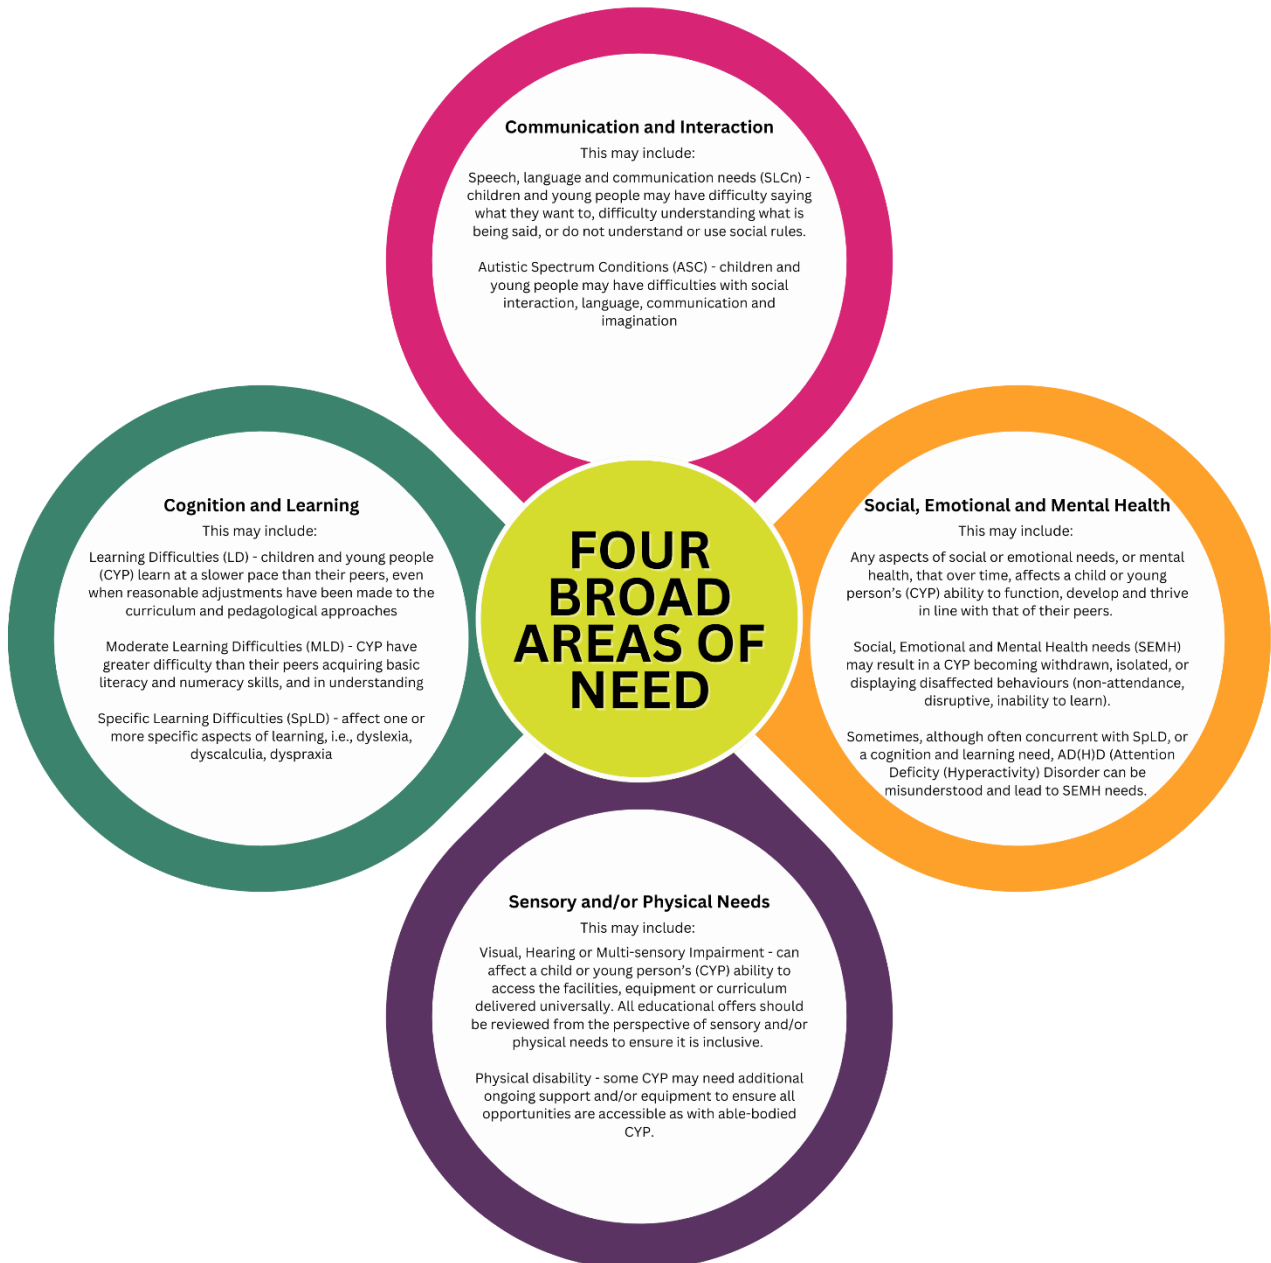 Communication and Interaction
This may include:
Speech, language and communication needs (SLCn) -
children and young people may have difficulty saying
what they want to, difficulty understanding what is
being said, or do not understand or use social rules.
Autistic Spectrum Conditions (ASC) - children and
young people may have difficulties with social
interaction, language, communication and
imagination
Cognition and Learning
This may include:
Learning Difficulties (LD) - children and young people
(CYP) learn at a slower pace than their peers, even
when reasonable adjustments have been made to the
curriculum and pedagological approaches
Moderate Learning Difficulties (MLD) - CYP have
greater difficulty than their peers acquiring basic
literacy and numeracy skills, and in understanding
Specific Learning Difficulties (SpLD) - affect one or
more specific aspects of learning, i.e., dyslexia,
dyscalculia, dyspraxia
FOUR
BROAD
AREAS OF
NEED
Social, Emotional and Mental Health
This may include:
Any aspects of social or emotional needs, or mental
health, that over time, affects a child or young
person's (CYP) ability to function, develop and thrive
in line with that of their peers.
Social, Emotional and Mental Health needs (SEMH)
may result in a CYP becoming withdrawn, isolated, or
displaying disaffected behaviours (non-attendance,
disruptive, inability to learn).
Sometimes, although often concurrent with SpLD, or
a cognition and learning need, AD(H)D (Attention
Deficity (Hyperactivity) Disorder can be
misunderstood and lead to SEMH needs.
Sensory and/or Physical Needs
This may include:
Visual, Hearing or Multi-sensory Impairment - can
affect a child or young person's (CYP) ability to
access the facilities, equipment or curriculum
delivered universally. All educational offers should
be reviewed from the perspective of sensory and/or
physical needs to ensure it is inclusive.
Physical disability - some CYP may need additional
ongoing support and/or equipment to ensure all
opportunities are accessible as with able-bodied
CYP.